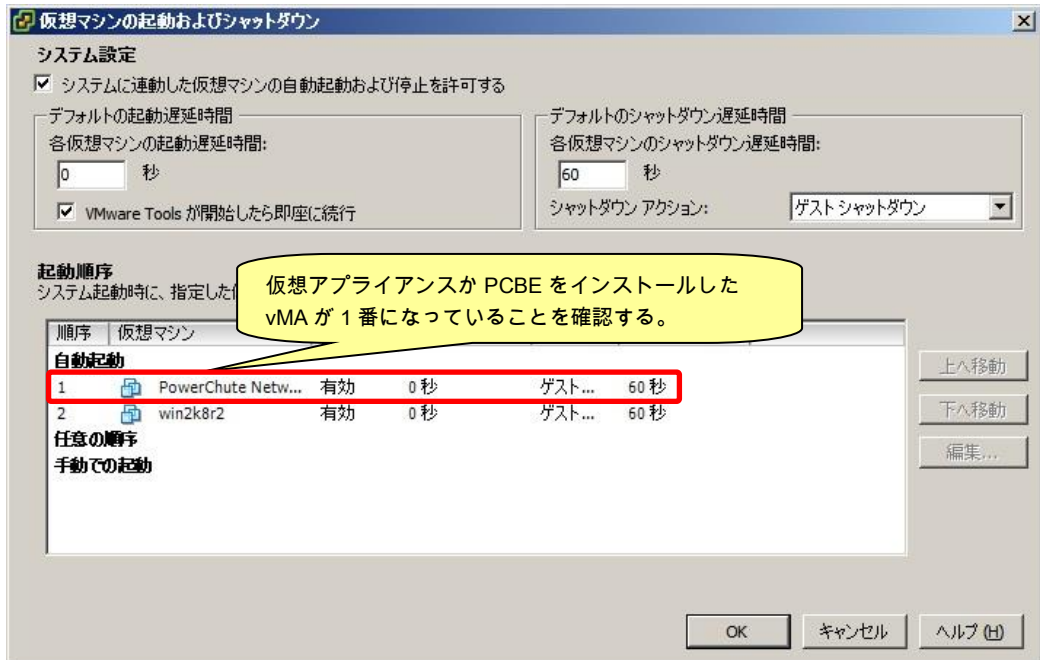 仮想マシンの起動およびシャットダウン
システム設定
システムに連動した仮想マシンの自動起動および停止を許可する
デフォルトの起動遅延時間
各仮想マシンの起動遅延時間:
0 秒
VMware Tools が開始したら即座に続行
デフォルトのシャットダウン遅延時間
各仮想マシンのシャットダウン遅延時間:
60 秒
シャットダウン アクション: ゲスト シャットダウン
起動順序
システム起動時に、指定した
仮想アプライアンスか PCBE をインストールした
vMA が 1 番になっていることを確認する。
順序 仮想マシン
自動起動
1 PowerChute Netw... 有効 0 秒 ゲスト... 60 秒
2 win2k8r2 有効 0 秒 ゲスト... 60 秒
任意の順序
手動での起動
上へ移動
下へ移動
編集...
OK キャンセル ヘルプ (H)